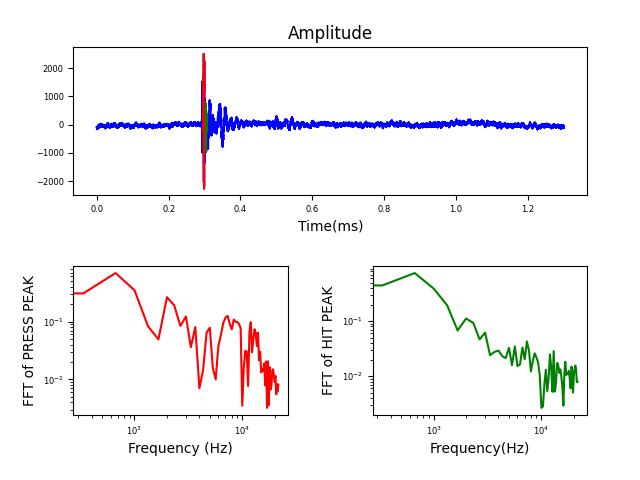 Amplitude
2000
1000
0
−1000
−2000
0.0 0.2 0.4 0.6 0.8 1.0 1.2
Time(ms)
FFT of PRESS PEAK
10⁻¹
10⁻²
10³ 10⁴
Frequency (Hz)
FFT of HIT PEAK
10⁻¹
10⁻²
10³ 10⁴
Frequency(Hz)